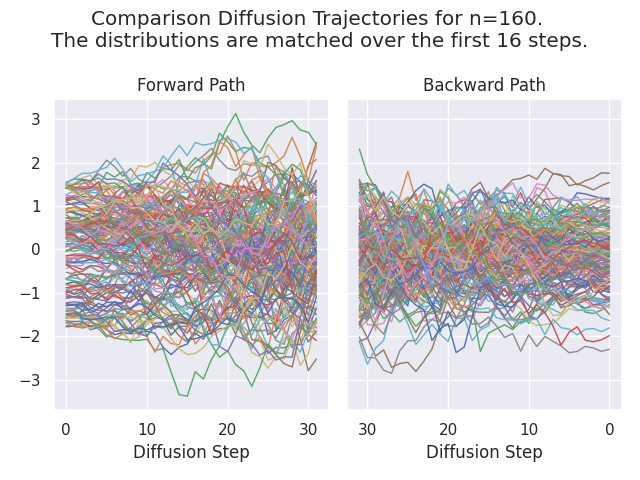 Comparison Diffusion Trajectories for n=160.
The distributions are matched over the first 16 steps.
Forward Path
Backward Path
3
2
1
0
−1
−2
−3
0 10 20 30
30 20 10 0
Diffusion Step
Diffusion Step